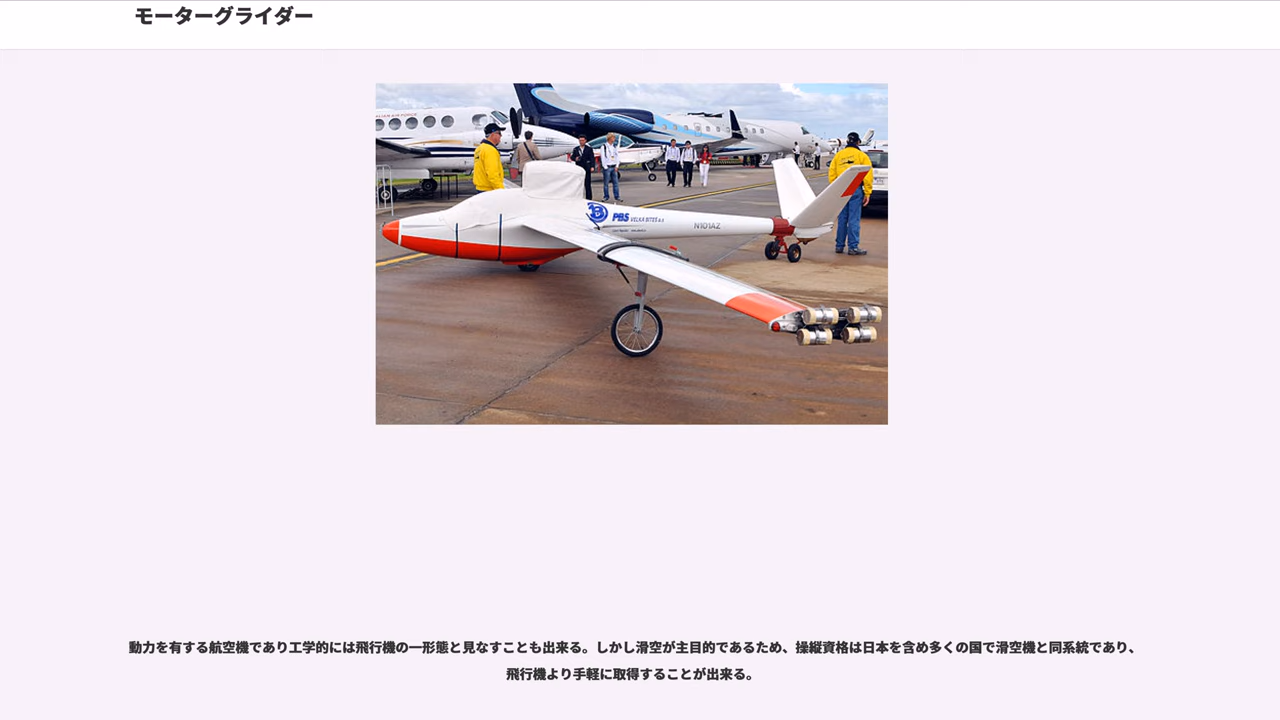 モーターグライダー
PBS VELKA BITES a.s
N101AZ
動力を有する航空機であり工学的には飛行機の一形態と見なすことも出来る。しかし滑空が主目的であるため、操縦資格は日本を含め多くの国で滑空機と同系統であり、
飛行機より手軽に取得することが出来る。